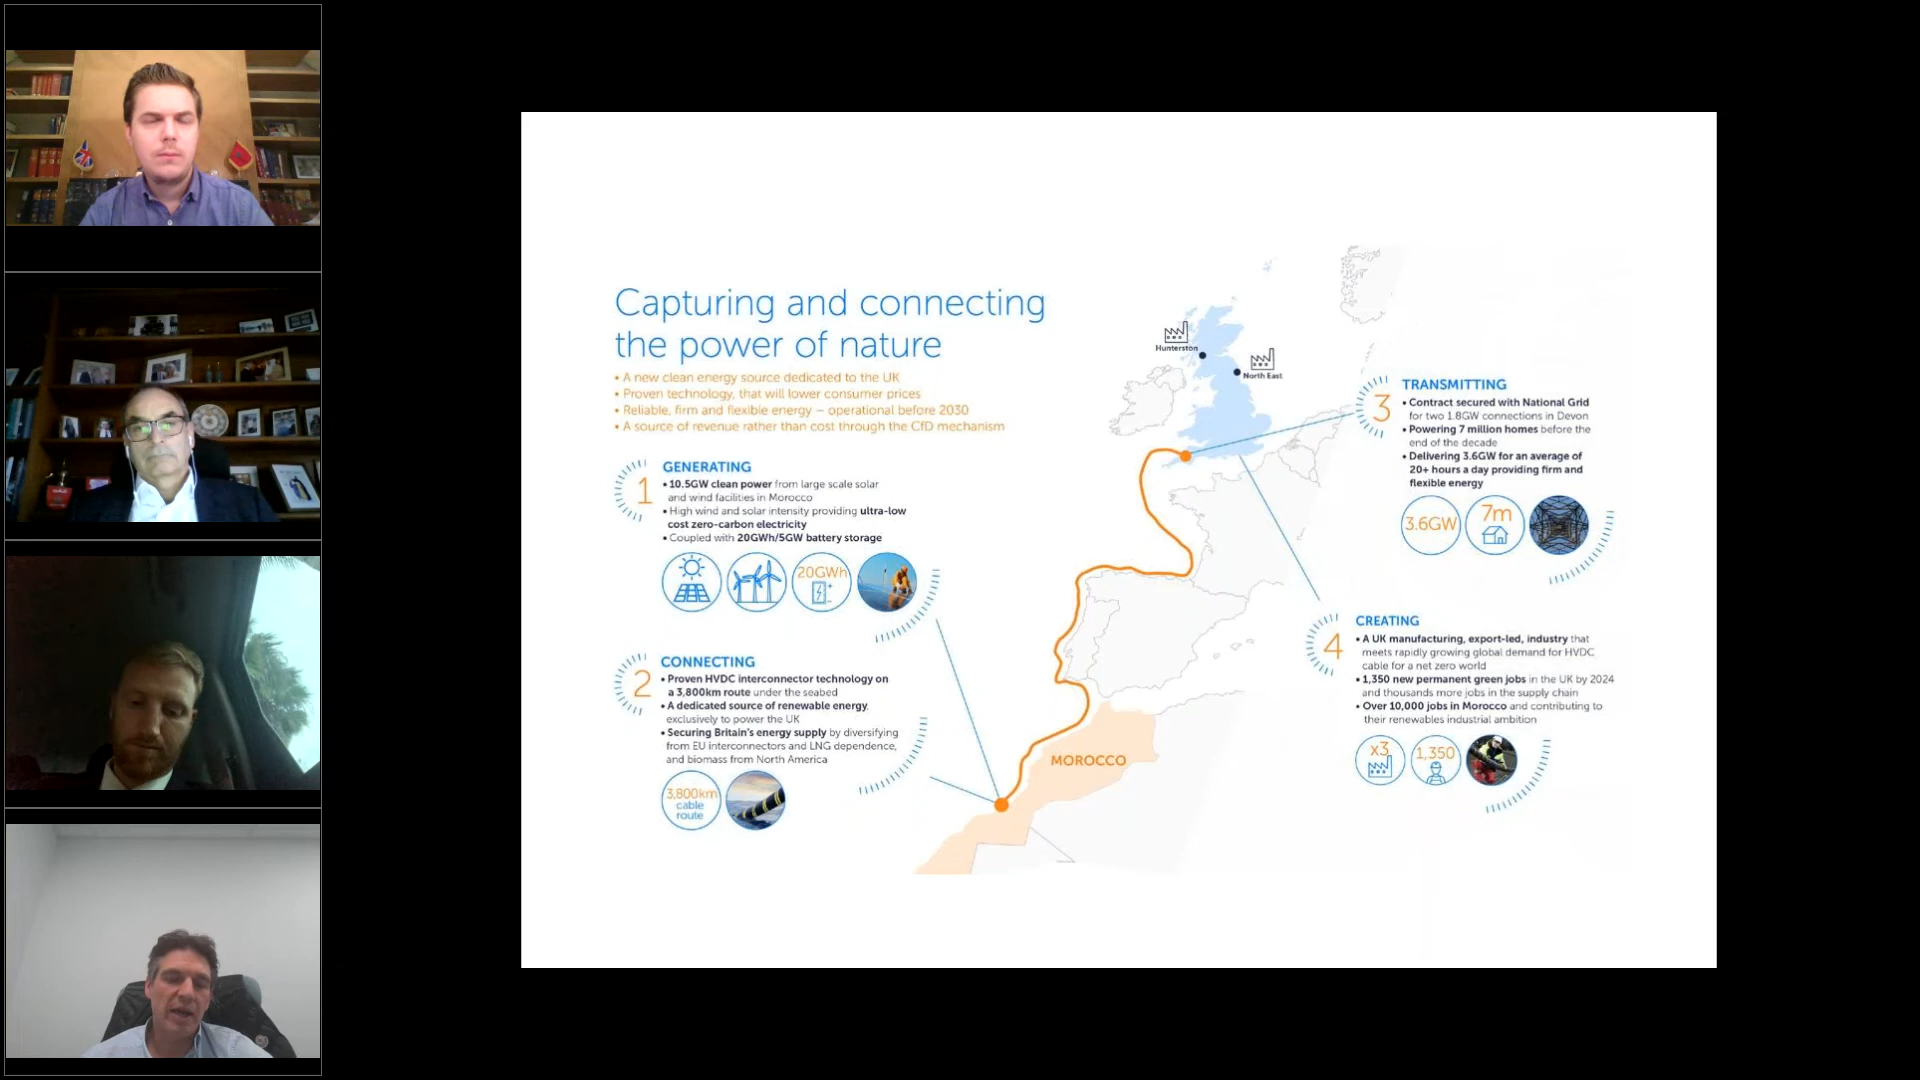 Capturing and connecting
the power of nature
• A new clean energy source dedicated to the UK
• Proven technology, that will lower consumer prices
• Reliable, firm and flexible energy – operational before 2030
• A source of revenue rather than cost through the CfD mechanism
1
GENERATING
• 10.5GW clean power from large scale solar
and wind facilities in Morocco
• High wind and solar intensity providing ultra-low
cost zero-carbon electricity
• Coupled with 20GWh/5GW battery storage
20GWh
2
CONNECTING
• Proven HVDC interconnector technology on
a 3,800km route under the seabed
• A dedicated source of renewable energy,
exclusively to power the UK
• Securing Britain's energy supply by diversifying
from EU interconnectors and LNG dependence,
and biomass from North America
3,800km
cable
route
Hunterston
North East
MOROCCO
3
TRANSMITTING
• Contract secured with National Grid
for two 1.8GW connections in Devon
• Powering 7 million homes before the
end of the decade
• Delivering 3.6GW for an average of
20+ hours a day providing firm and
flexible energy
3.6GW
7m
4
CREATING
• A UK manufacturing, export-led, industry that
meets rapidly growing global demand for HVDC
cable for a net zero world
• 1,350 new permanent green jobs in the UK by 2024
and thousands more jobs in the supply chain
• Over 10,000 jobs in Morocco and contributing to
their renewables industrial ambition
x3
1,350